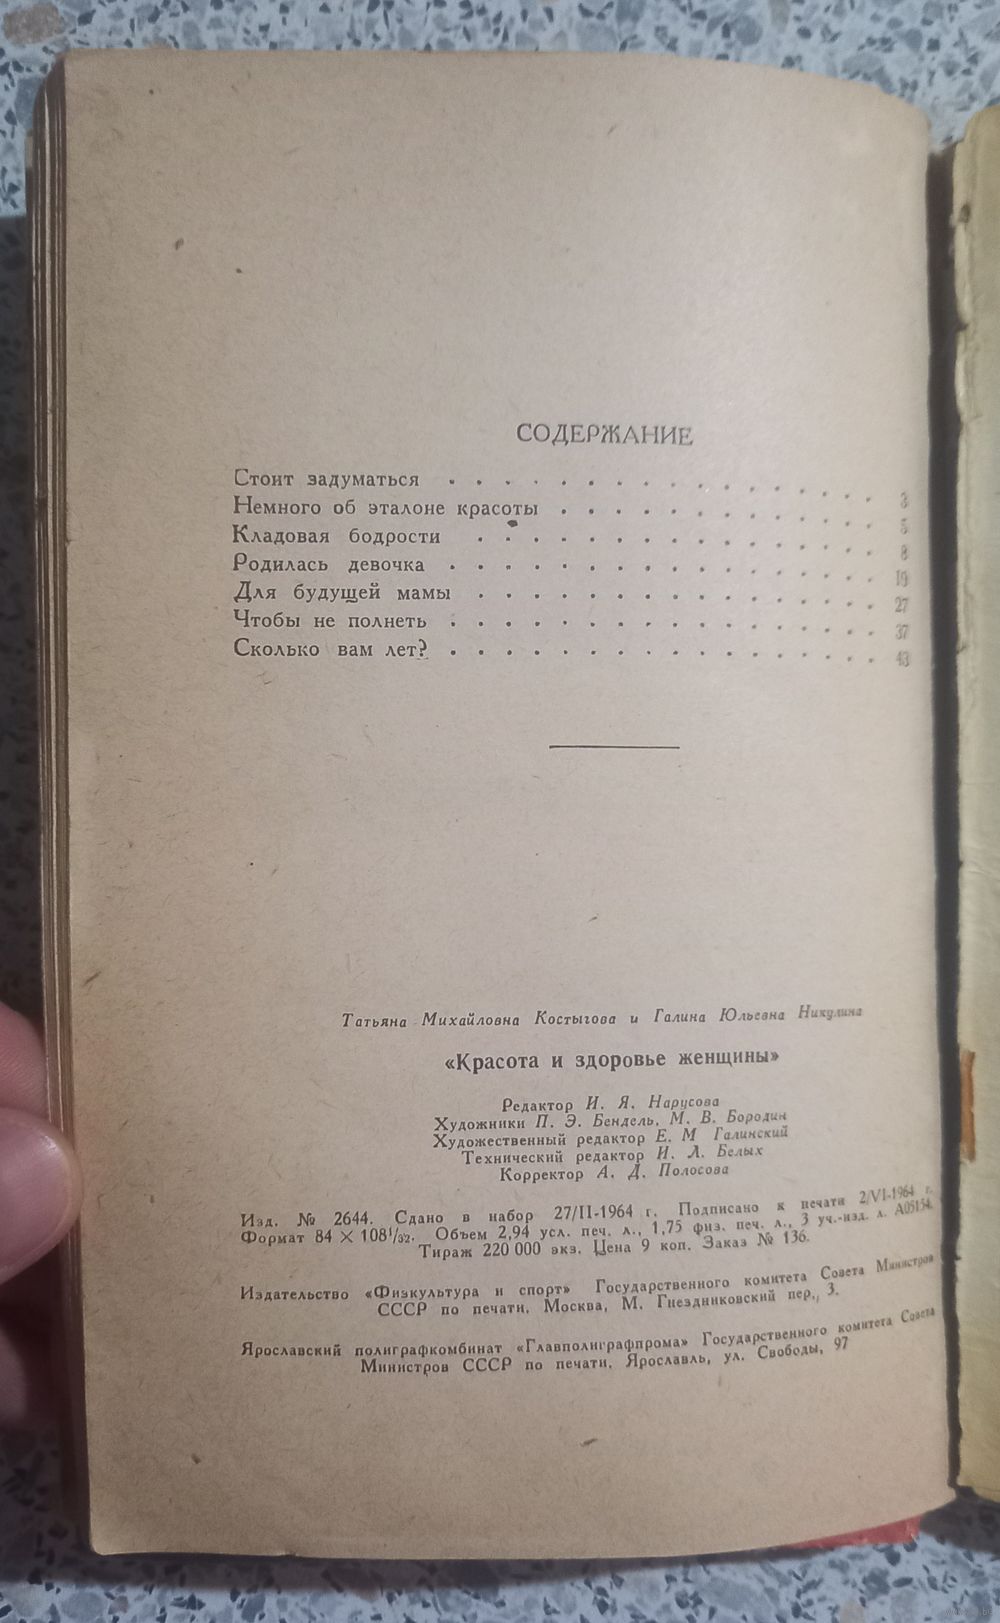 СОДЕРЖАНИЕ
Стоит задуматься . . . . . . . . . . . . . . . . 3
Немного об эталоне красоты . . . . . . . . . . . . 5
Кладовая бодрости . . . . . . . . . . . . . . . 8
Родилась девочка . . . . . . . . . . . . . . . . 19
Для будущей мамы . . . . . . . . . . . . . . . 27
Чтобы не полнеть . . . . . . . . . . . . . . . . 37
Сколько вам лет? . . . . . . . . . . . . . . . . 43
Татьяна Михайловна Костыгова и Галина Юльевна Никулина
«Красота и здоровье женщины»
Редактор И. Я. Нарусова
Художники П. Э. Бендель, М. В. Бородин
Художественный редактор Е. М Галинский
Технический редактор И. Л. Белых
Корректор А. Д. Полосова
Изд. № 2644. Сдано в набор 27/II-1964 г. Подписано к печати 2/VI-1964 г.
Формат 84 × 108¹/₃₂. Объем 2,94 усл. печ. л., 1,75 физ. печ. л., 3 уч.-изд. л. А05154.
Тираж 220 000 экз. Цена 9 коп. Заказ № 136.
Издательство «Физкультура и спорт» Государственного комитета Совета Министров
СССР по печати. Москва, М. Гнездниковский пер., 3.
Ярославский полиграфкомбинат «Главполиграфпрома» Государственного комитета Совета
Министров СССР по печати. Ярославль, ул. Свободы, 97